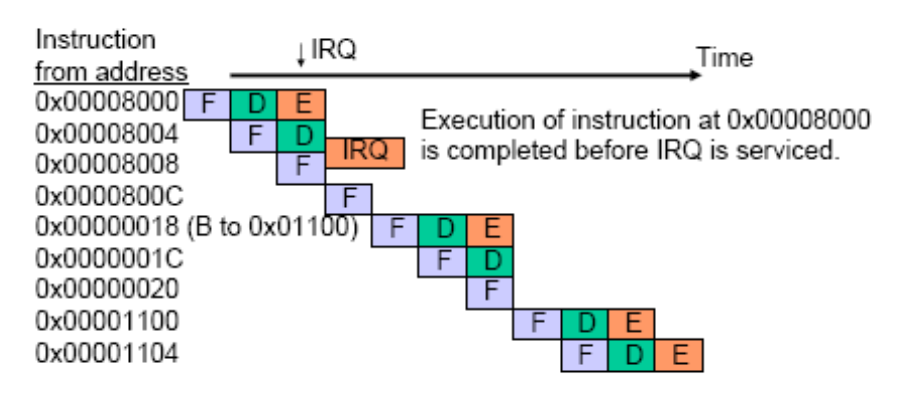 Instruction
from address
IRQ
Time
0x00008000 F D E
0x00008004 F D
IRQ
0x00008008 F
0x0000800C F
0x00000018 (B to 0x01100) F D E
0x0000001C F D
0x00000020 F
0x00001100 F D E
0x00001104 F D E
Execution of instruction at 0x00008000
is completed before IRQ is serviced.